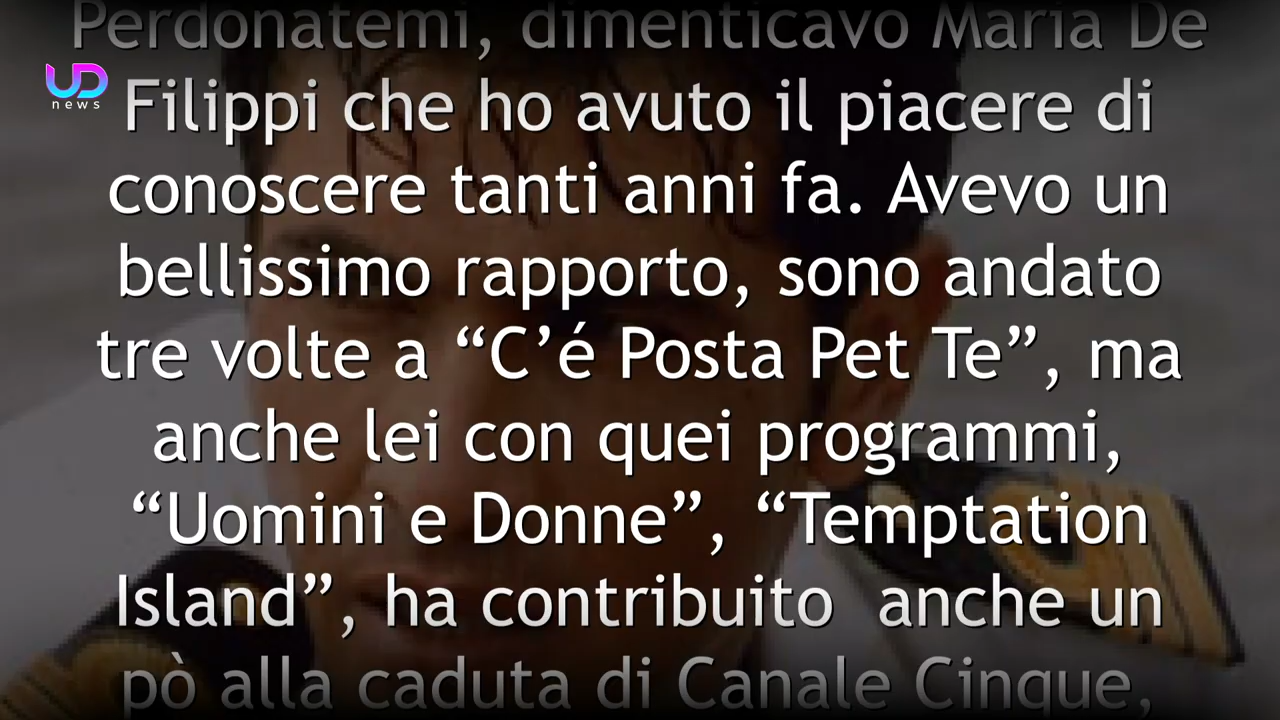 Perdonatemi, dimenticavo Maria De
UD
news
Filippi che ho avuto il piacere di
conoscere tanti anni fa. Avevo un
bellissimo rapporto, sono andato
tre volte a “C’é Posta Pet Te”, ma
anche lei con quei programmi,
“Uomini e Donne”, “Temptation
Island”, ha contribuito anche un
pò alla caduta di Canale Cinque,